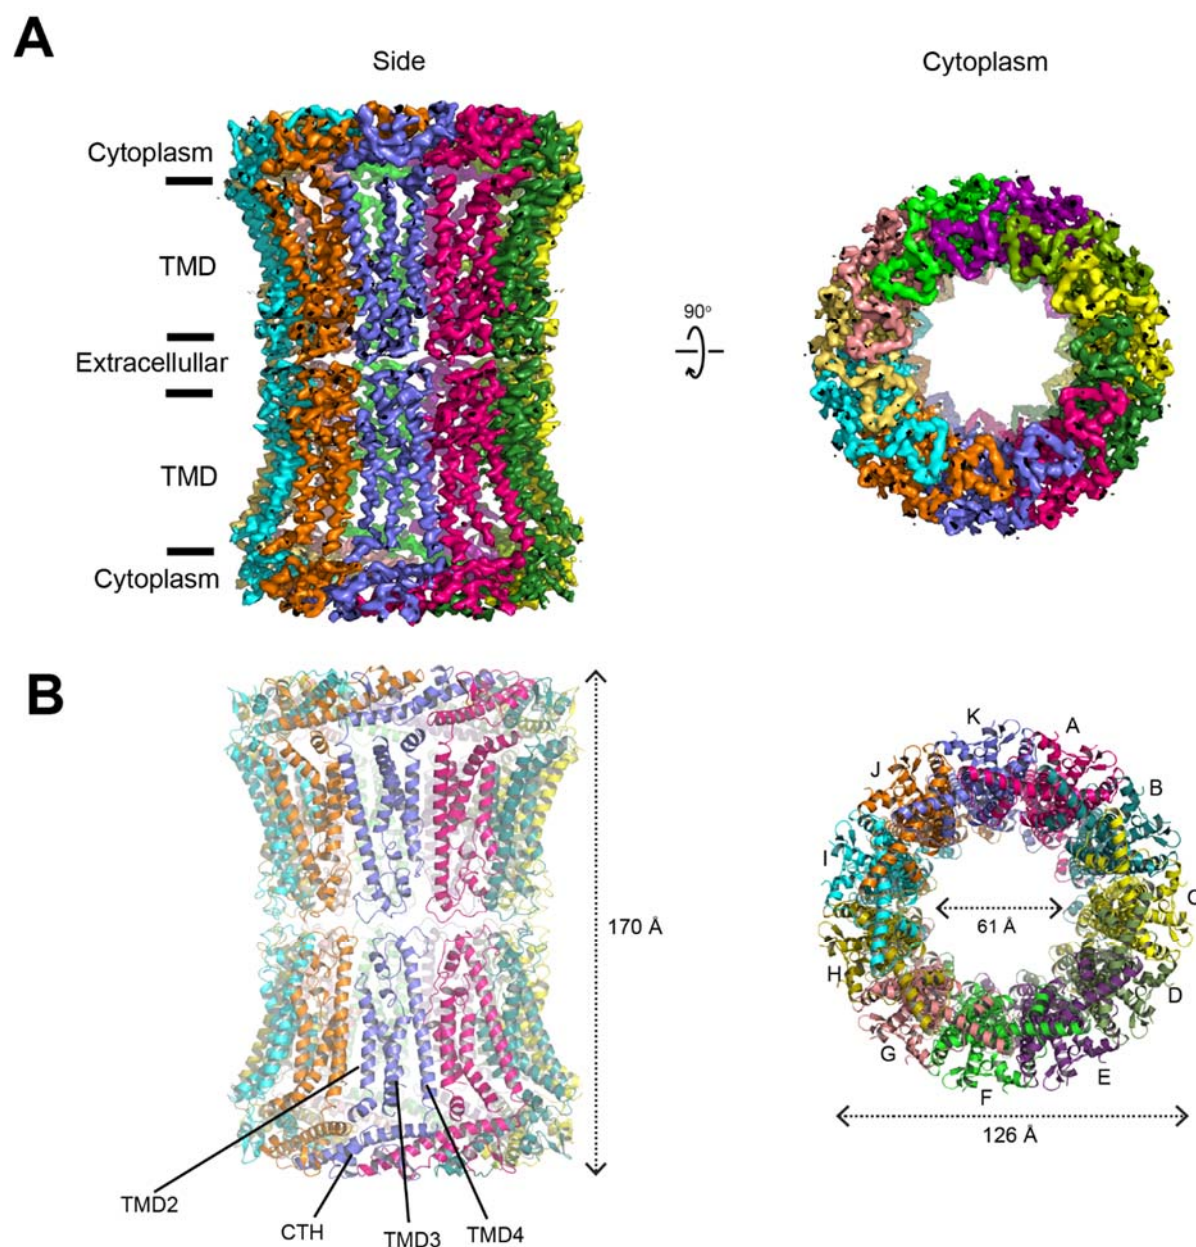 A
Side
Cytoplasm
Cytoplasm
TMD
Extracellullar
TMD
Cytoplasm
90°
B
170 Å
TMD2
CTH
TMD3
TMD4
K
A
J
B
I
C
61 Å
H
D
G
E
F
126 Å